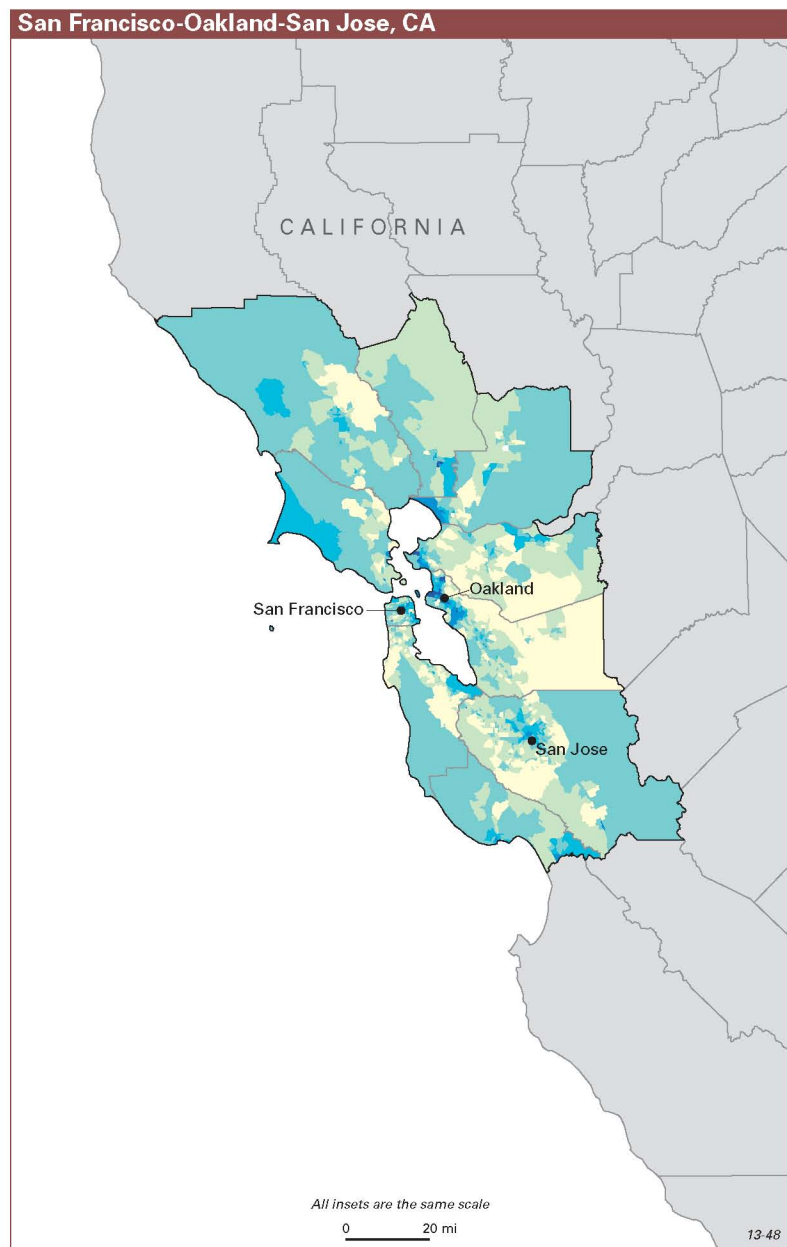 San Francisco-Oakland-San Jose, CA
CALIFORNIA
Oakland
San Francisco
San Jose
All insets are the same scale
0 20 mi
13-48